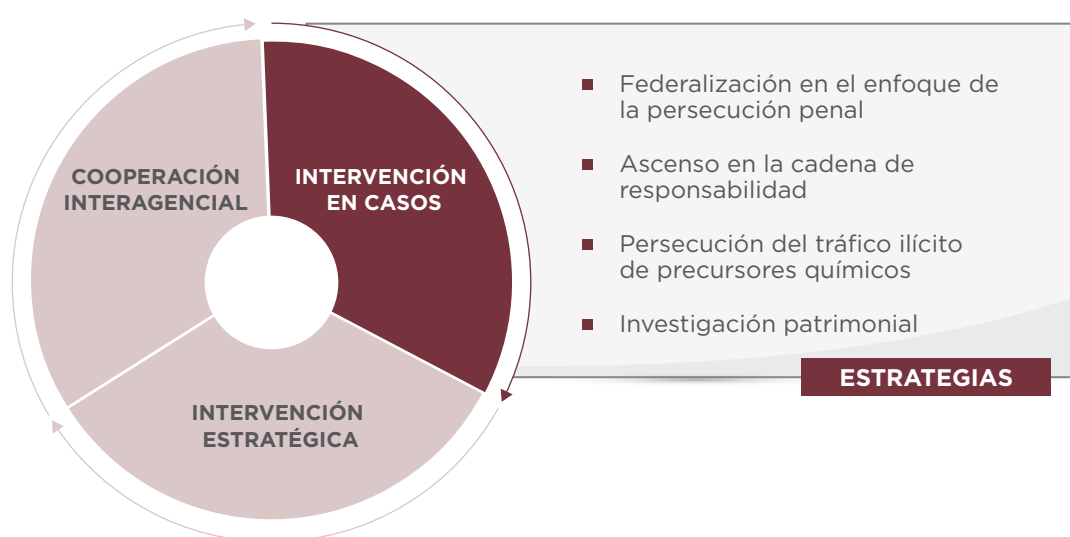 COOPERACIÓN
INTERAGENCIAL
INTERVENCIÓN
EN CASOS
INTERVENCIÓN
ESTRATÉGICA
Federalización en el enfoque de
la persecución penal
Ascenso en la cadena de
responsabilidad
Persecución del tráfico ilícito
de precursores químicos
Investigación patrimonial
ESTRATEGIAS